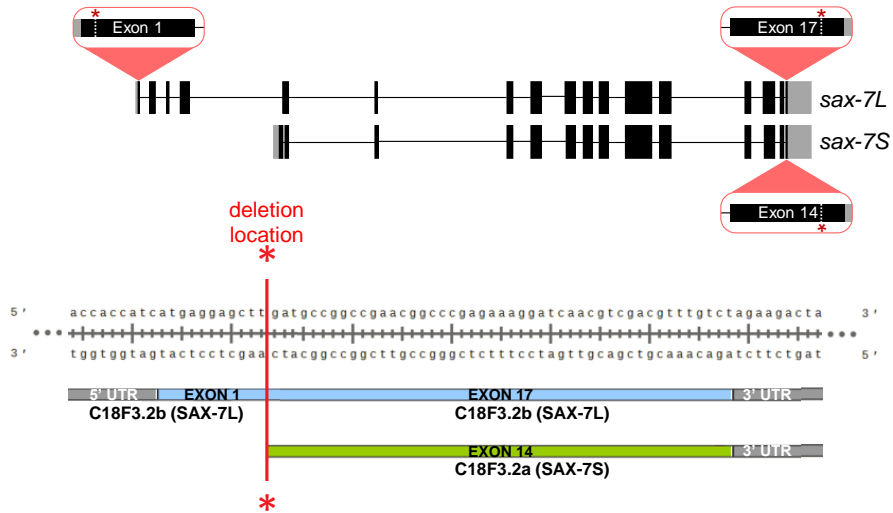 * Exon 1
Exon 17 *
sax-7L
sax-7S
Exon 14 *
deletion
location
*
5' accaccatcatgaggagcttgatgccggccgaacggcccgagaaaggatcaacgtcgacgtttgtctagaagacta 3'
3' tggtggtagtactcctcgaactacggccggcttgccgggctctttcctagttgcagctgcaaacagatcttctgat 5'
5' UTR EXON 1 EXON 17 3' UTR
C18F3.2b (SAX-7L) C18F3.2b (SAX-7L)
EXON 14 3' UTR
C18F3.2a (SAX-7S)
*